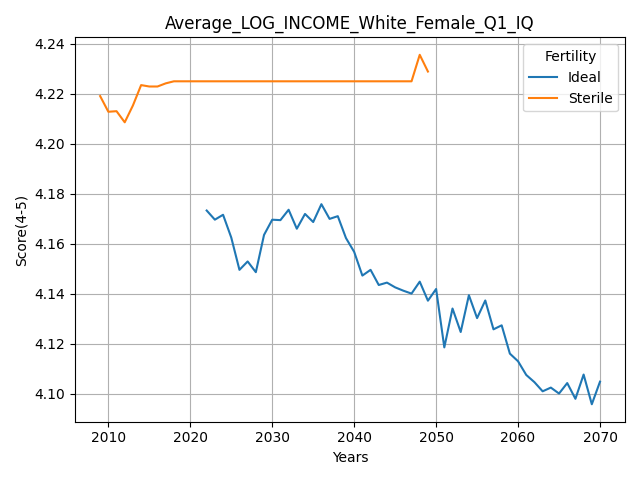 Average_LOG_INCOME_White_Female_Q1_IQ
Score(4-5)
4.24
4.22
4.20
4.18
4.16
4.14
4.12
4.10
Fertility
Ideal
Sterile
2010 2020 2030 2040 2050 2060 2070
Years